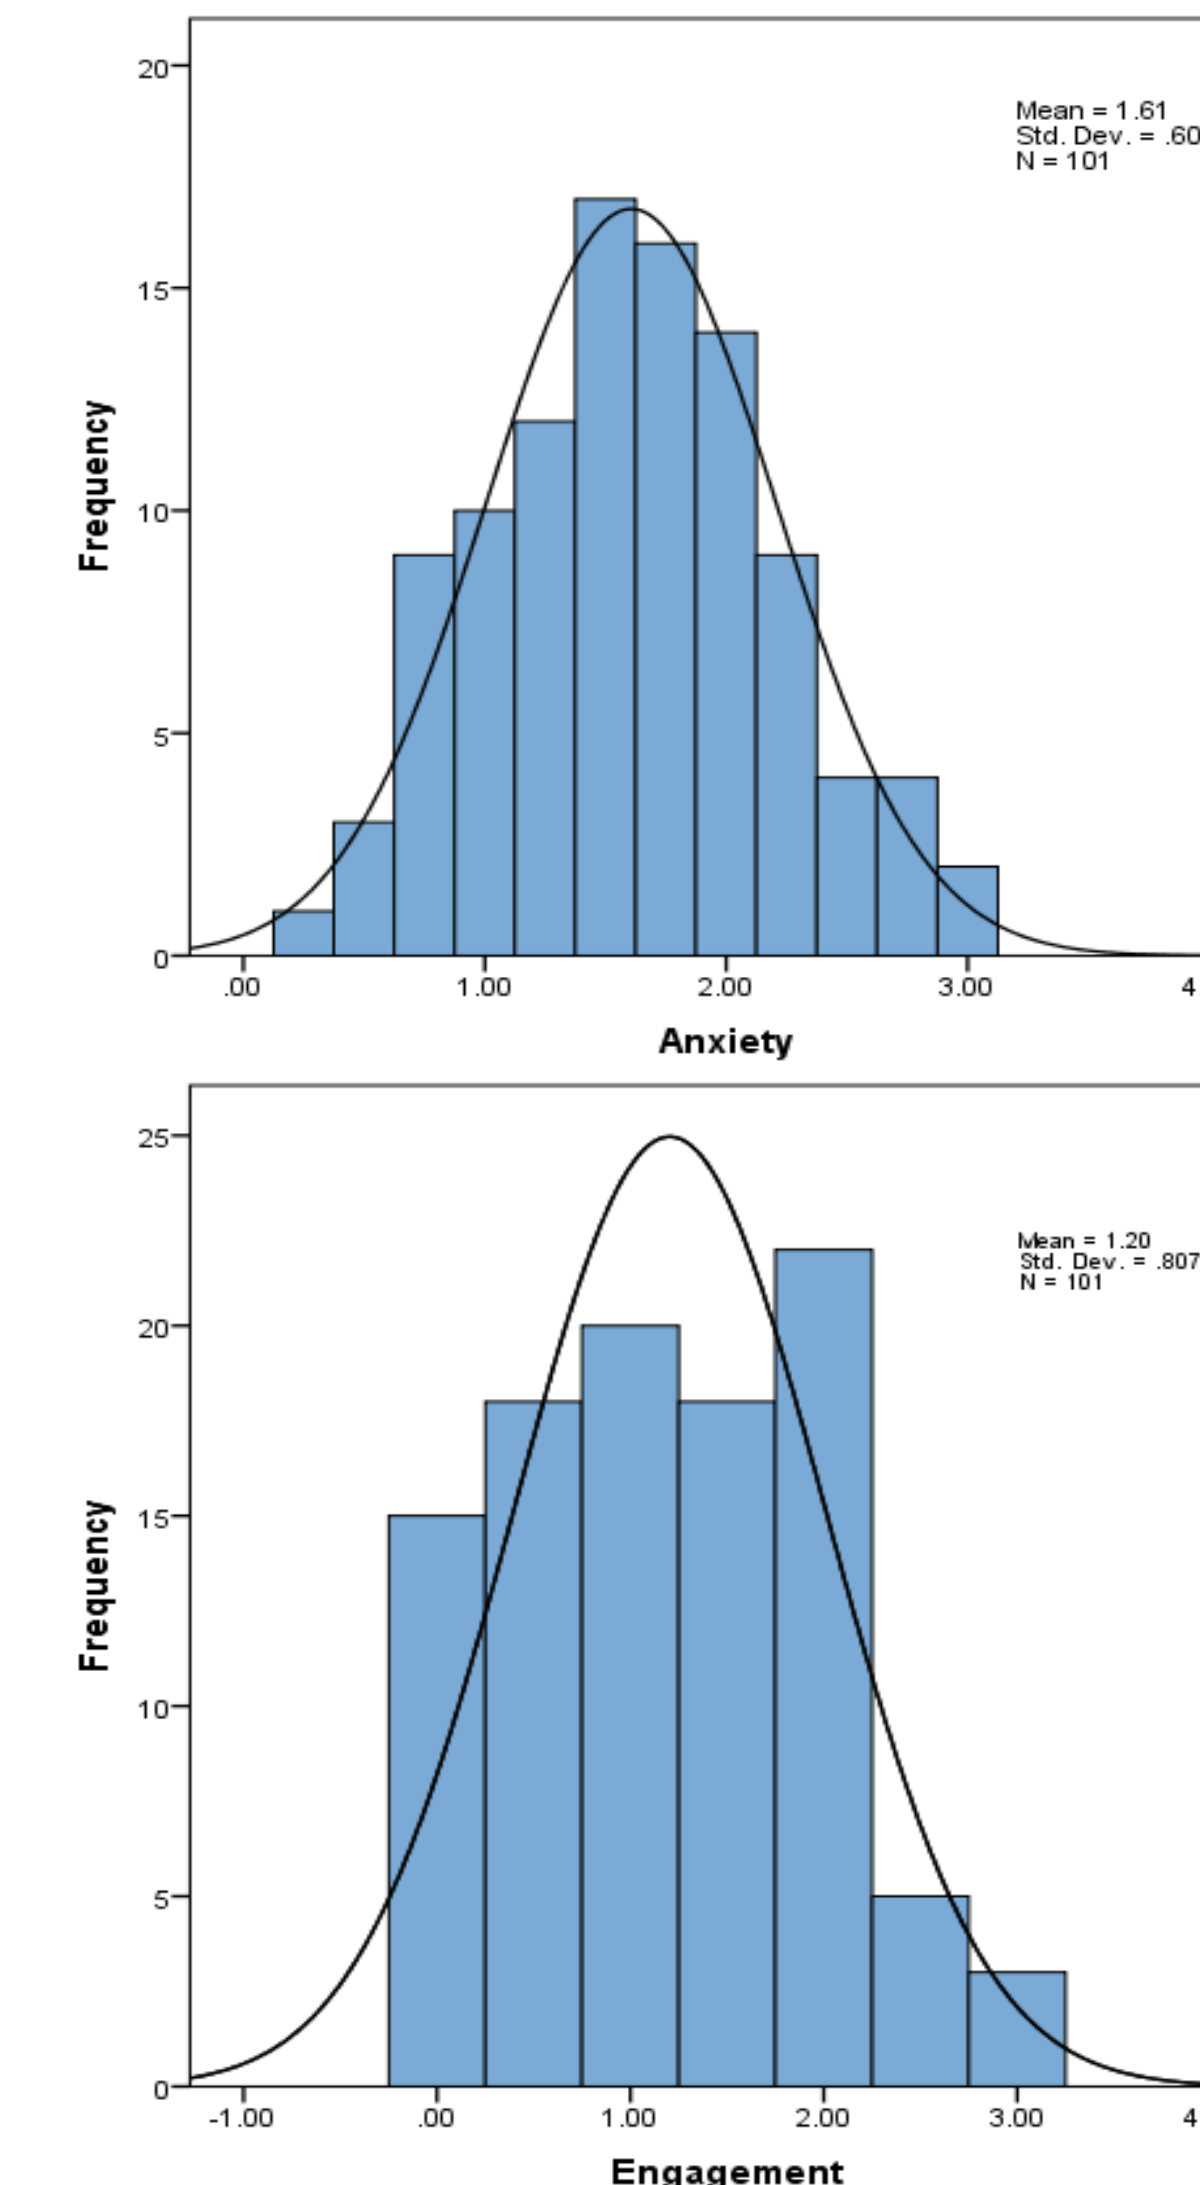 20
Mean = 1.61
Std. Dev. = .60
N = 101
15
Frequency
10
5
0
.00 1.00 2.00 3.00 4
Anxiety
25
Mean = 1.20
Std. Dev. = .807
N = 101
20
15
Frequency
10
5
0
-1.00 .00 1.00 2.00 3.00 4
Engagement